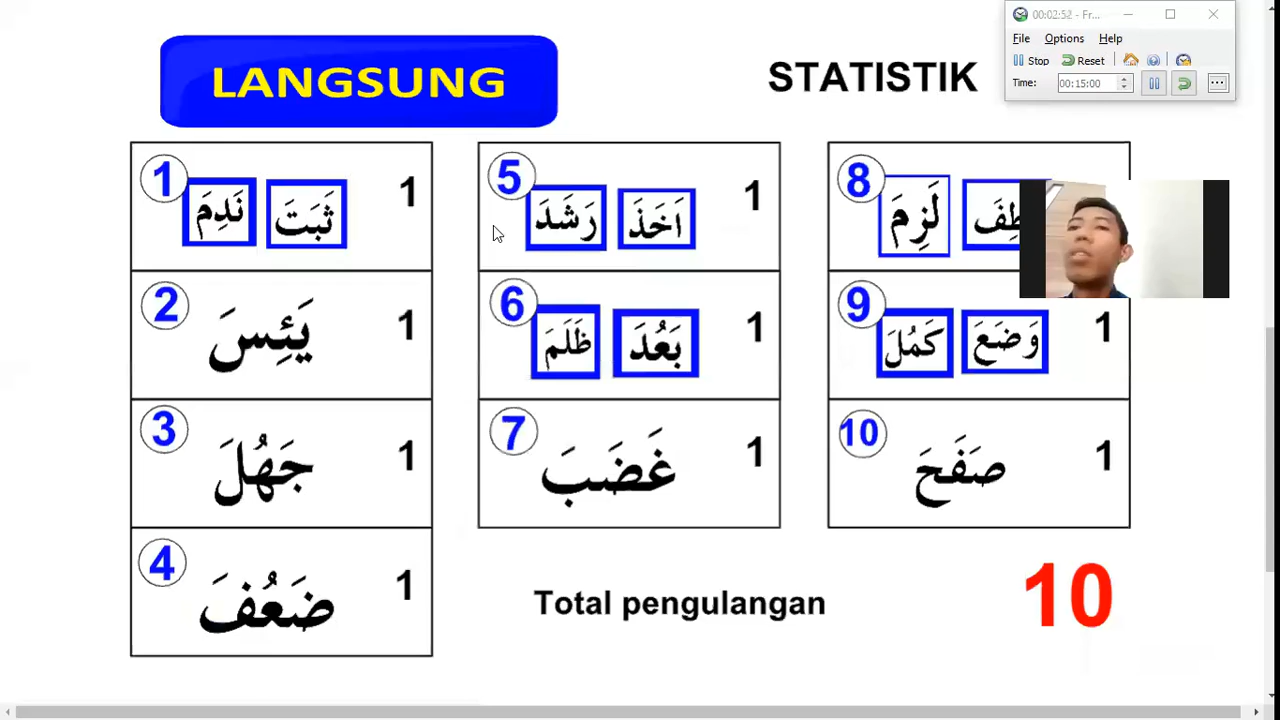 LANGSUNG
STATISTIK
00:02:52 - Fr...
File Options Help
Stop Reset
Time: 00:15:00 ...
1 ثَبَتَ نَدِمَ 1
2 يَئِسَ 1
3 جَهُلَ 1
4 ضَعُفَ 1
5 اَخَذَ رَشَدَ 1
6 بَعُدَ ظَلَمَ 1
7 غَضَبَ 1
8 لَزِمَ
9 وَضَعَ كَمُلَ 1
10 صَفَحَ 1
Total pengulangan 10